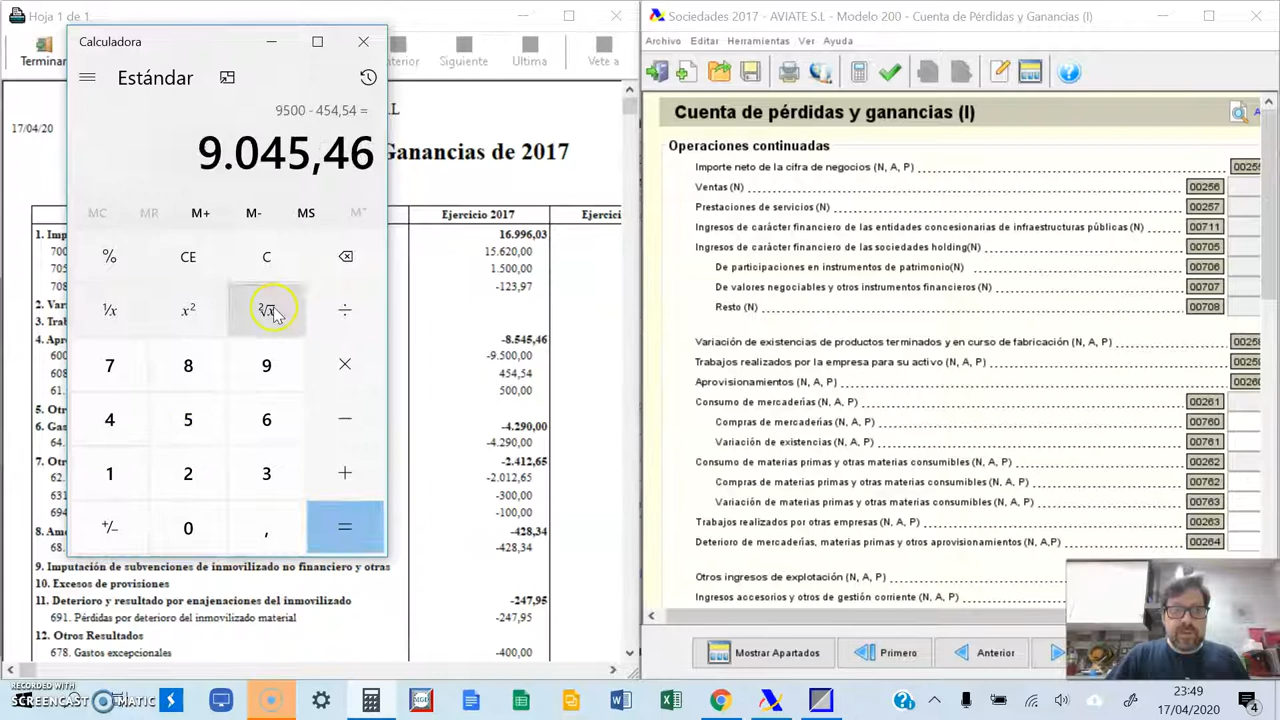 Hoja 1 de 1.
Terminar
terior
Siguiente
Ultima
Vete a
Calculadora
Estándar
9500 - 454,54 =
9.045,46
MC MR M+ M- MS M˅
% CE C
⅟x x² ²√x ÷
7 8 9 ×
4 5 6 −
1 2 3 +
+/− 0 , =
17/04/20
L
Ganancias de 2017
Ejercicio 2017 Ejercici
1. Imp 16.996,03
700 15.620,00
705 1.500,00
708 -123,97
2. Var
3. Trab
4. Apr -8.545,46
600 -9.500,00
608 454,54
61. 500,00
5. Otr
6. Gas -4.290,00
64. -4.290,00
7. Otr -2.412,65
62. -2.012,65
631 -300,00
694 -100,00
8. Am -428,34
68. -428,34
9. Imputación de subvenciones de inmovilizado no financiero y otras
10. Excesos de provisiones
11. Deterioro y resultado por enajenaciones del inmovilizado -247,95
691. Pérdidas por deterioro del inmovilizado material -247,95
12. Otros Resultados
678. Gastos excepcionales -400,00
Sociedades 2017 - AVIATE S.L - Modelo 200 - Cuenta de Pérdidas y Ganancias (I)
Archivo Editar Herramientas Ver Ayuda
Cuenta de pérdidas y ganancias (I)
A
Operaciones continuadas
Importe neto de la cifra de negocios (N, A, P) 0025
Ventas (N) 00256
Prestaciones de servicios (N) 00257
Ingresos de carácter financiero de las entidades concesionarias de infraestructuras públicas (N) 00711
Ingresos de carácter financiero de las sociedades holding(N) 00705
De participaciones en instrumentos de patrimonio(N) 00706
De valores negociables y otros instrumentos financieros (N) 00707
Resto (N) 00708
Variación de existencias de productos terminados y en curso de fabricación (N, A, P) 0025
Trabajos realizados por la empresa para su activo (N, A, P) 0025
Aprovisionamientos (N, A, P) 0026
Consumo de mercaderías (N, A, P) 00261
Compras de mercaderías (N, A, P) 00760
Variación de existencias (N, A, P) 00761
Consumo de materias primas y otras materias consumibles (N, A, P) 00262
Compras de materias primas y otras materias consumibles (N, A, P) 00762
Variación de materias primas y otras materias consumibles (N, A, P) 00763
Trabajos realizados por otras empresas (N, A, P) 00263
Deterioro de mercaderías, materias primas y otros aprovisionamientos (N, A,P) 00264
Otros ingresos de explotación (N, A, P)
Ingresos accesorios y otros de gestión corriente (N, A, P)
Mostrar Apartados
Primero
Anterior
RECORDED WITH
SCREENCAST MATIC
23:49
17/04/2020
4